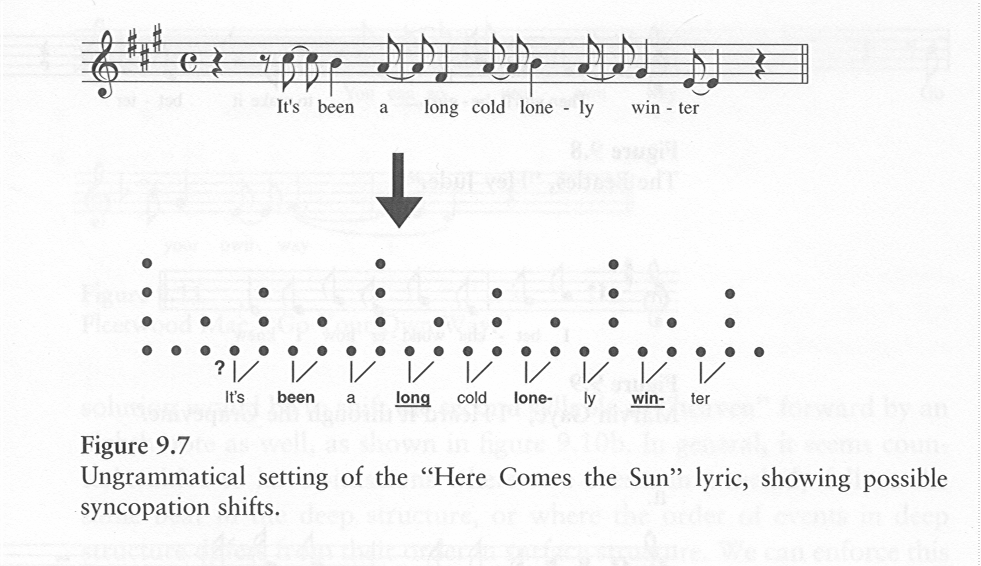 It's been a long cold lone - ly win - ter
?
It's been a long cold lone- ly win- ter
Figure 9.7
Ungrammatical setting of the “Here Comes the Sun” lyric, showing possible
syncopation shifts.